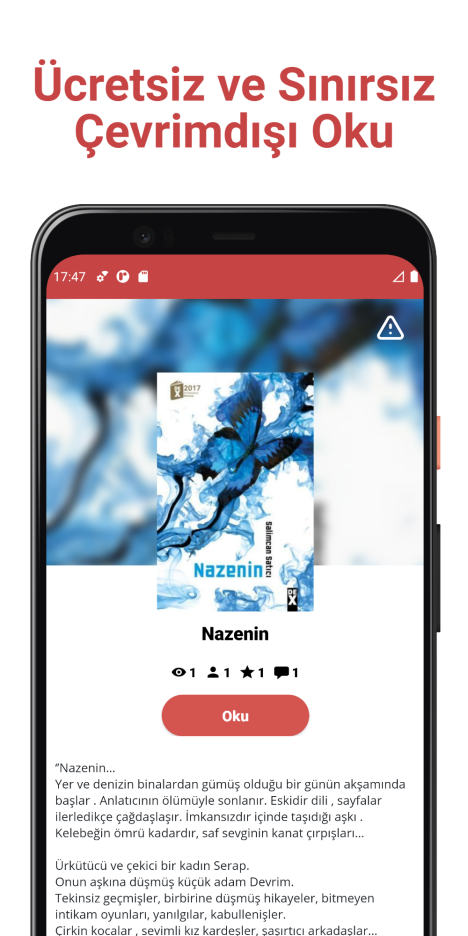 Ücretsiz ve Sınırsız
Çevrimdışı Oku
17:47
2017
Salimcan Satıcı
Nazenin
DE
X
Nazenin
1 1 1 1
Oku
“Nazenin...
Yer ve denizin binalardan gümüş olduğu bir günün akşamında
başlar . Anlatıcının ölümüyle sonlanır. Eskidir dili , sayfalar
ilerledikçe çağdaşlaşır. İmkansızdır içinde taşıdığı aşkı .
Kelebeğin ömrü kadardır, saf sevginin kanat çırpışları...
Ürkütücü ve çekici bir kadın Serap.
Onun aşkına düşmüş küçük adam Devrim.
Tekinsiz geçmişler, birbirine düşmüş hikayeler, bitmeyen
intikam oyunları, yanılgılar, kabullenişler.
Çirkin kocalar , sevimli kız kardeşler, şaşırtıcı arkadaşlar...